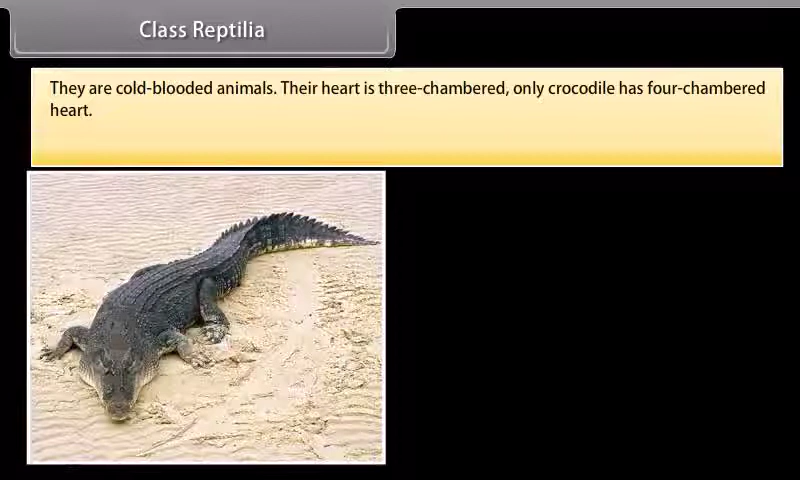 Class Reptilia
They are cold-blooded animals. Their heart is three-chambered, only crocodile has four-chambered
heart.